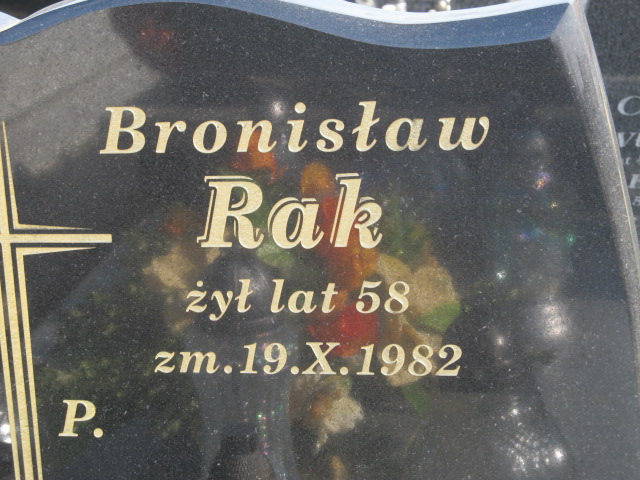 Bronisław
Rak
żył lat 58
zm.19.X.1982
P.